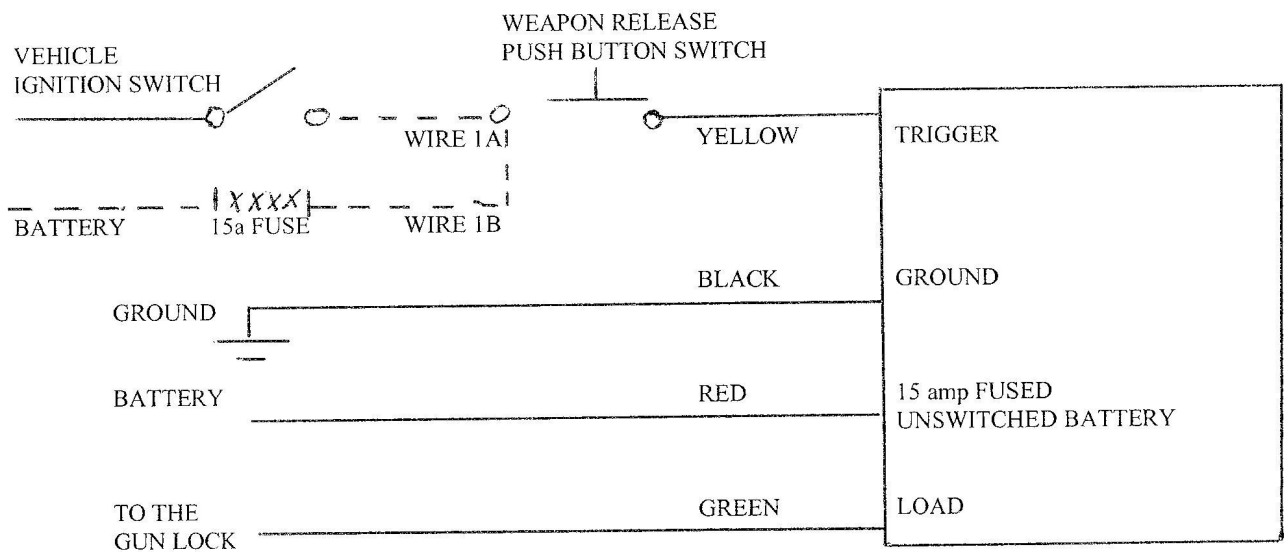 WEAPON RELEASE
PUSH BUTTON SWITCH
VEHICLE
IGNITION SWITCH
WIRE 1A
YELLOW
TRIGGER
XXXX
BATTERY
15a FUSE
WIRE 1B
BLACK
GROUND
GROUND
BATTERY
RED
15 amp FUSED
UNSWITCHED BATTERY
TO THE
GUN LOCK
GREEN
LOAD